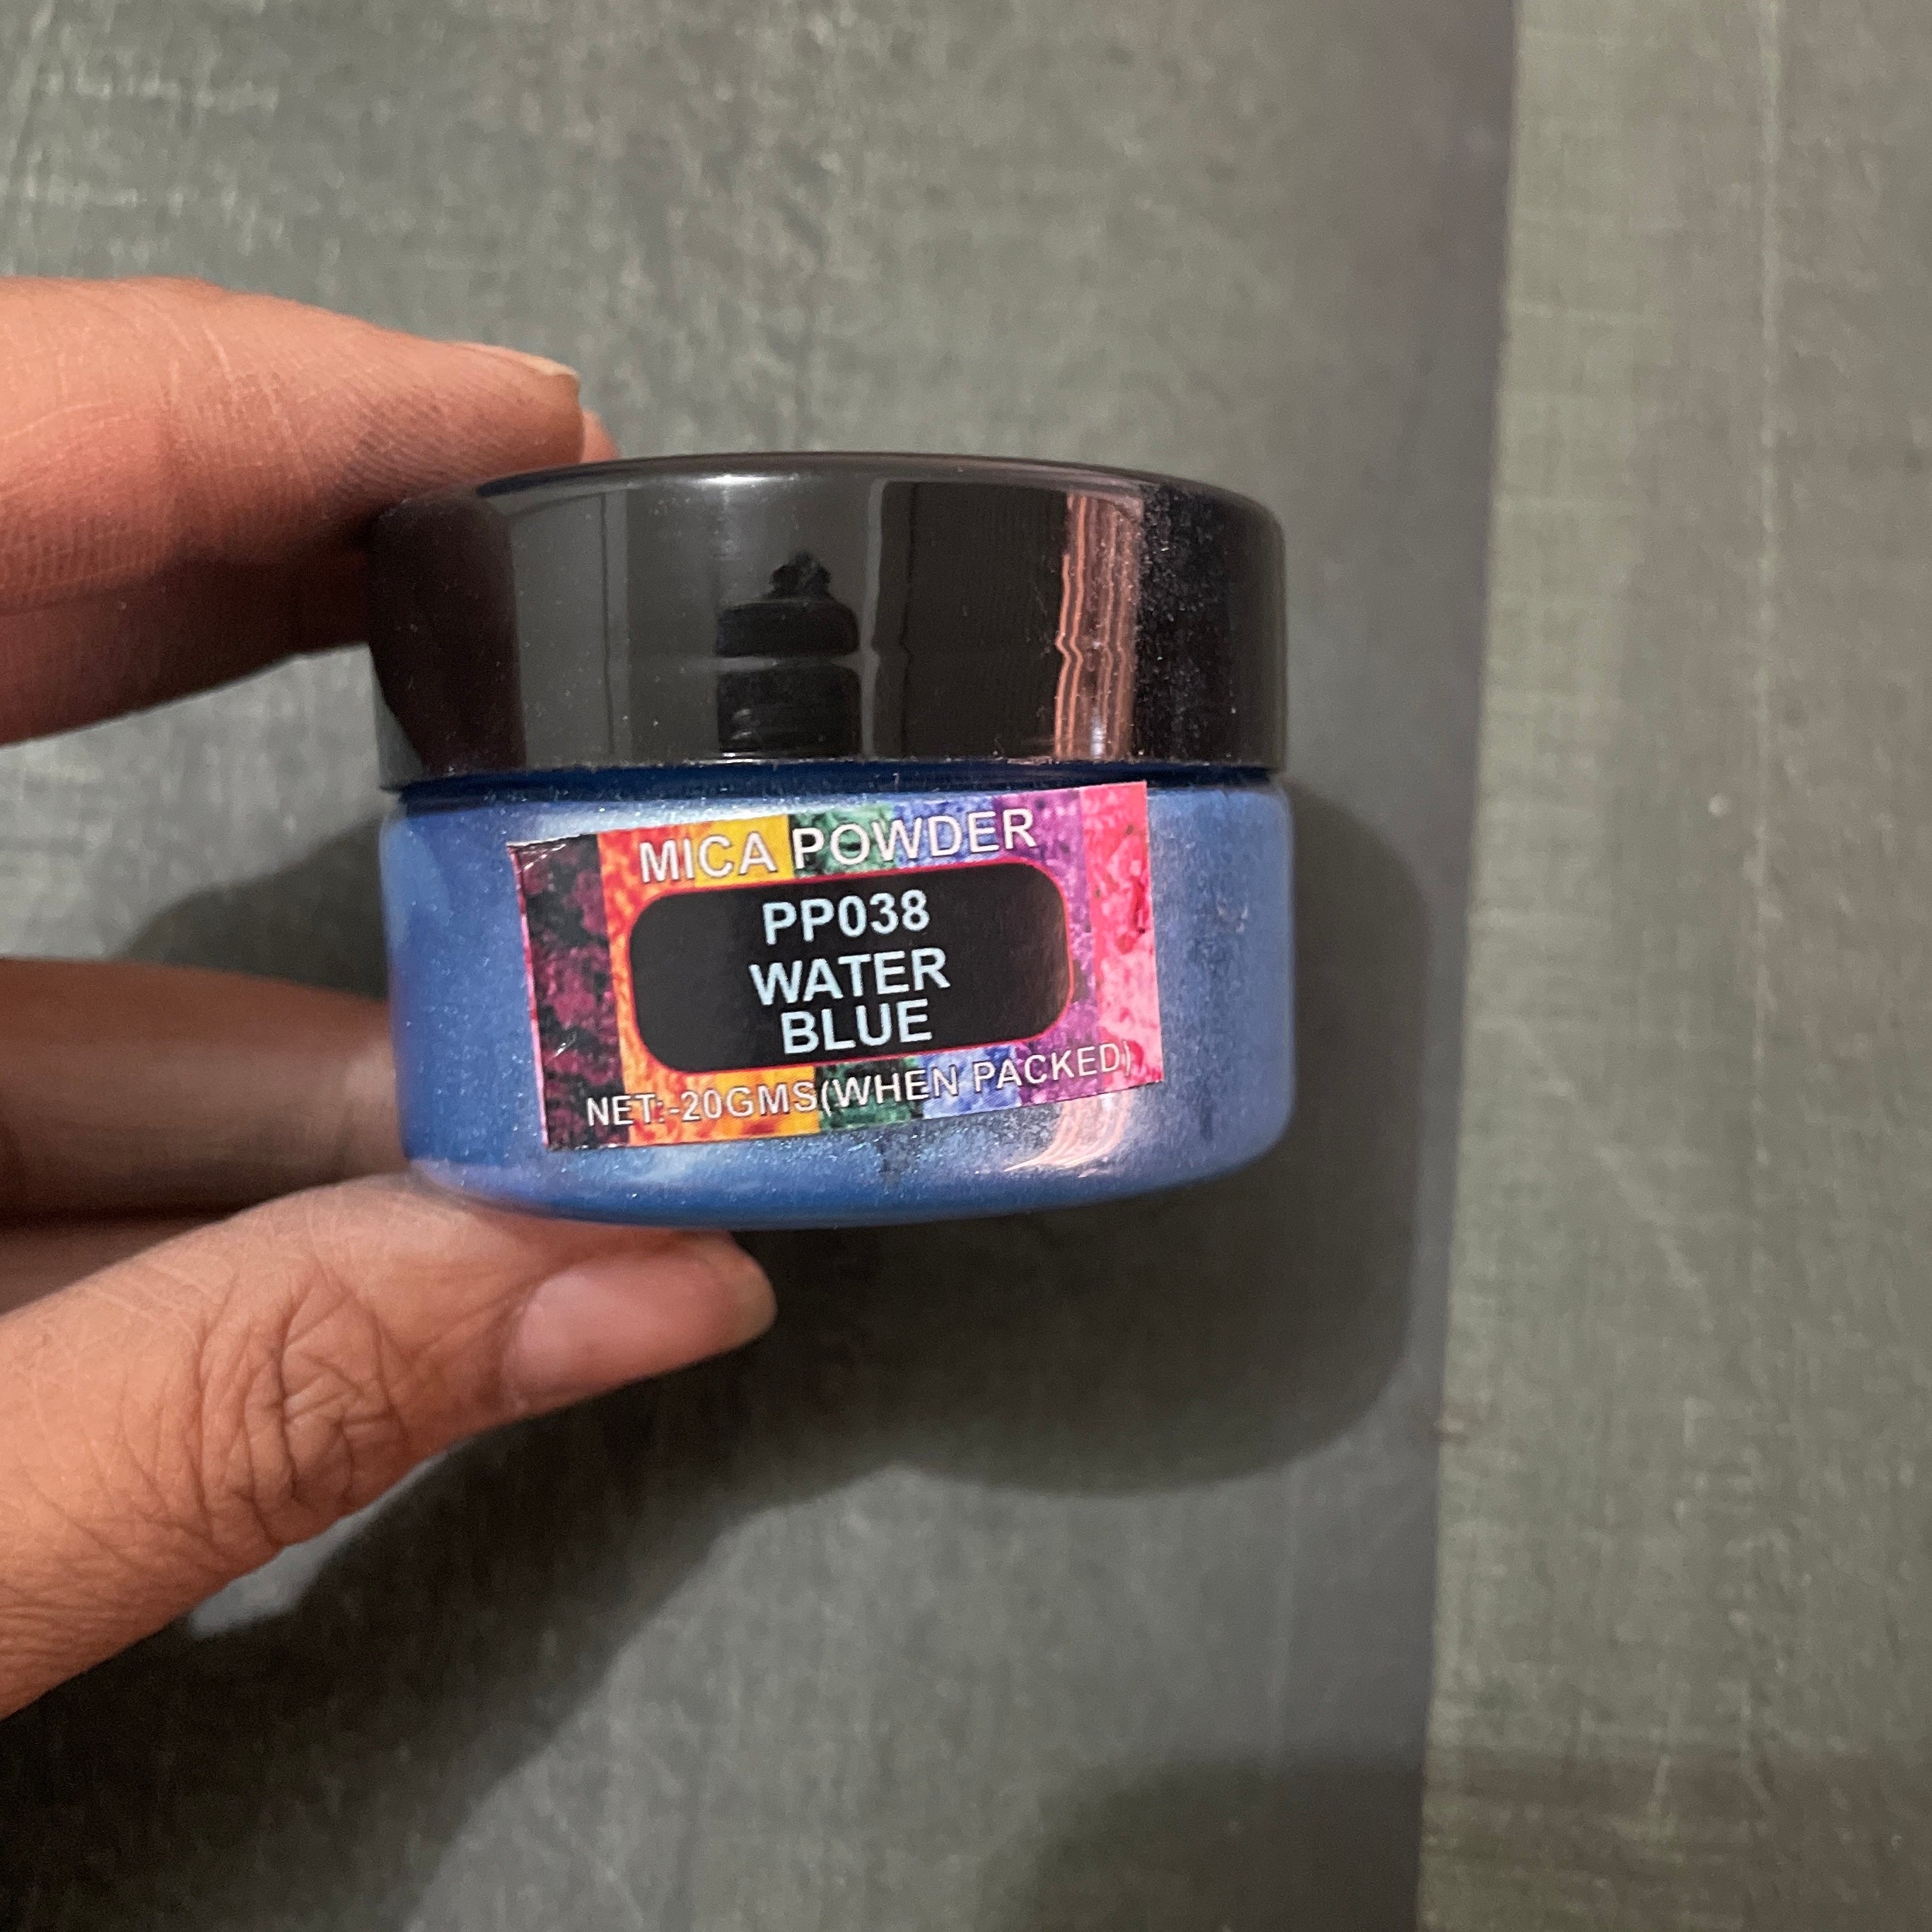 MICA POWDER
PP038
WATER
BLUE
NET:-20GMS(WHEN PACKED)